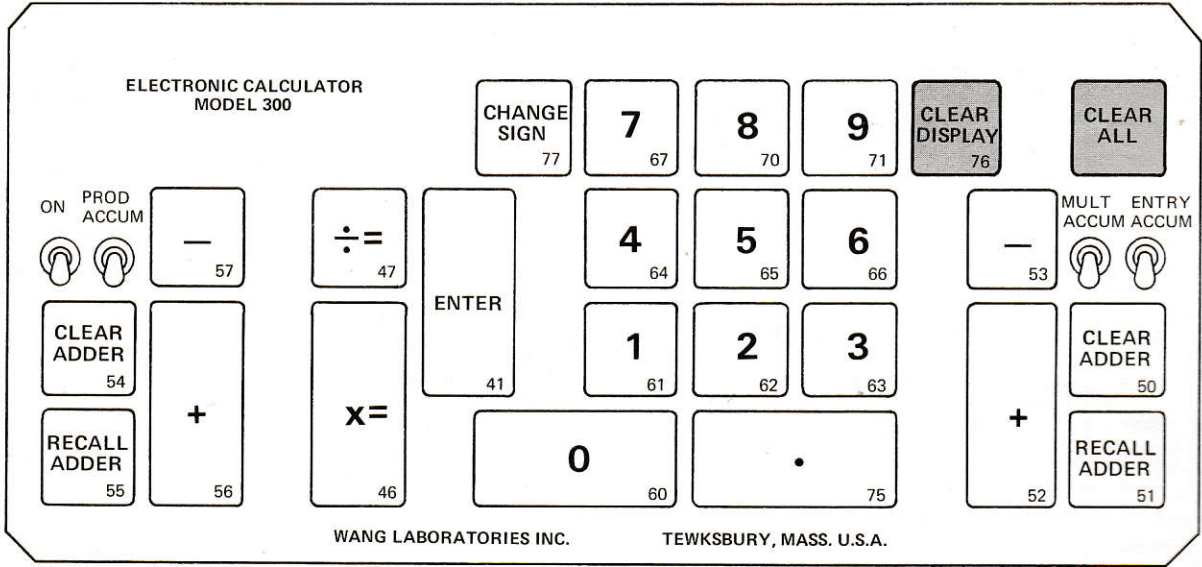 ELECTRONIC CALCULATOR
MODEL 300
CHANGE
SIGN
77
7
67
8
70
9
71
CLEAR
DISPLAY
76
CLEAR
ALL
ON
PROD
ACCUM
—
57
÷=
47
ENTER
41
4
64
5
65
6
66
—
53
MULT
ACCUM
ENTRY
ACCUM
CLEAR
ADDER
54
+
56
x=
46
1
61
2
62
3
63
+
52
CLEAR
ADDER
50
RECALL
ADDER
55
0
60
.
75
RECALL
ADDER
51
WANG LABORATORIES INC.
TEWKSBURY, MASS. U.S.A.